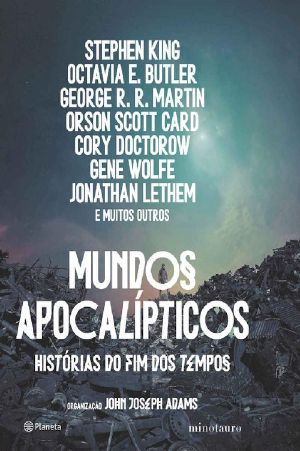 STEPHEN KING
OCTAVIA E. BUTLER
GEORGE R. R. MARTIN
ORSON SCOTT CARD
CORY DOCTOROW
GENE WOLFE
JONATHAN LETHEM
E MUITOS OUTROS
MUNDOS
APOCALÍPTICOS
HISTÓRIAS DO FIM DOS TEMPOS
ORGANIZAÇÃO JOHN JOSEPH ADAMS
Planeta minotauro